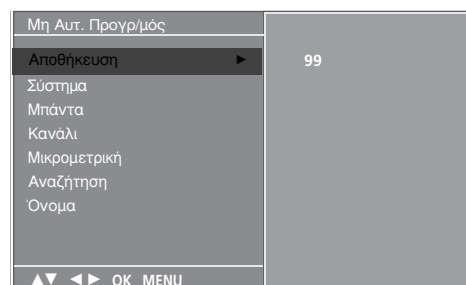 Μη Αυτ. Προγρ/μός
Αποθήκευση ► 99
Σύστημα
Μπάντα
Κανάλι
Μικρομετρική
Αναζήτηση
Όνομα
▲▼ ◄► OK MENU